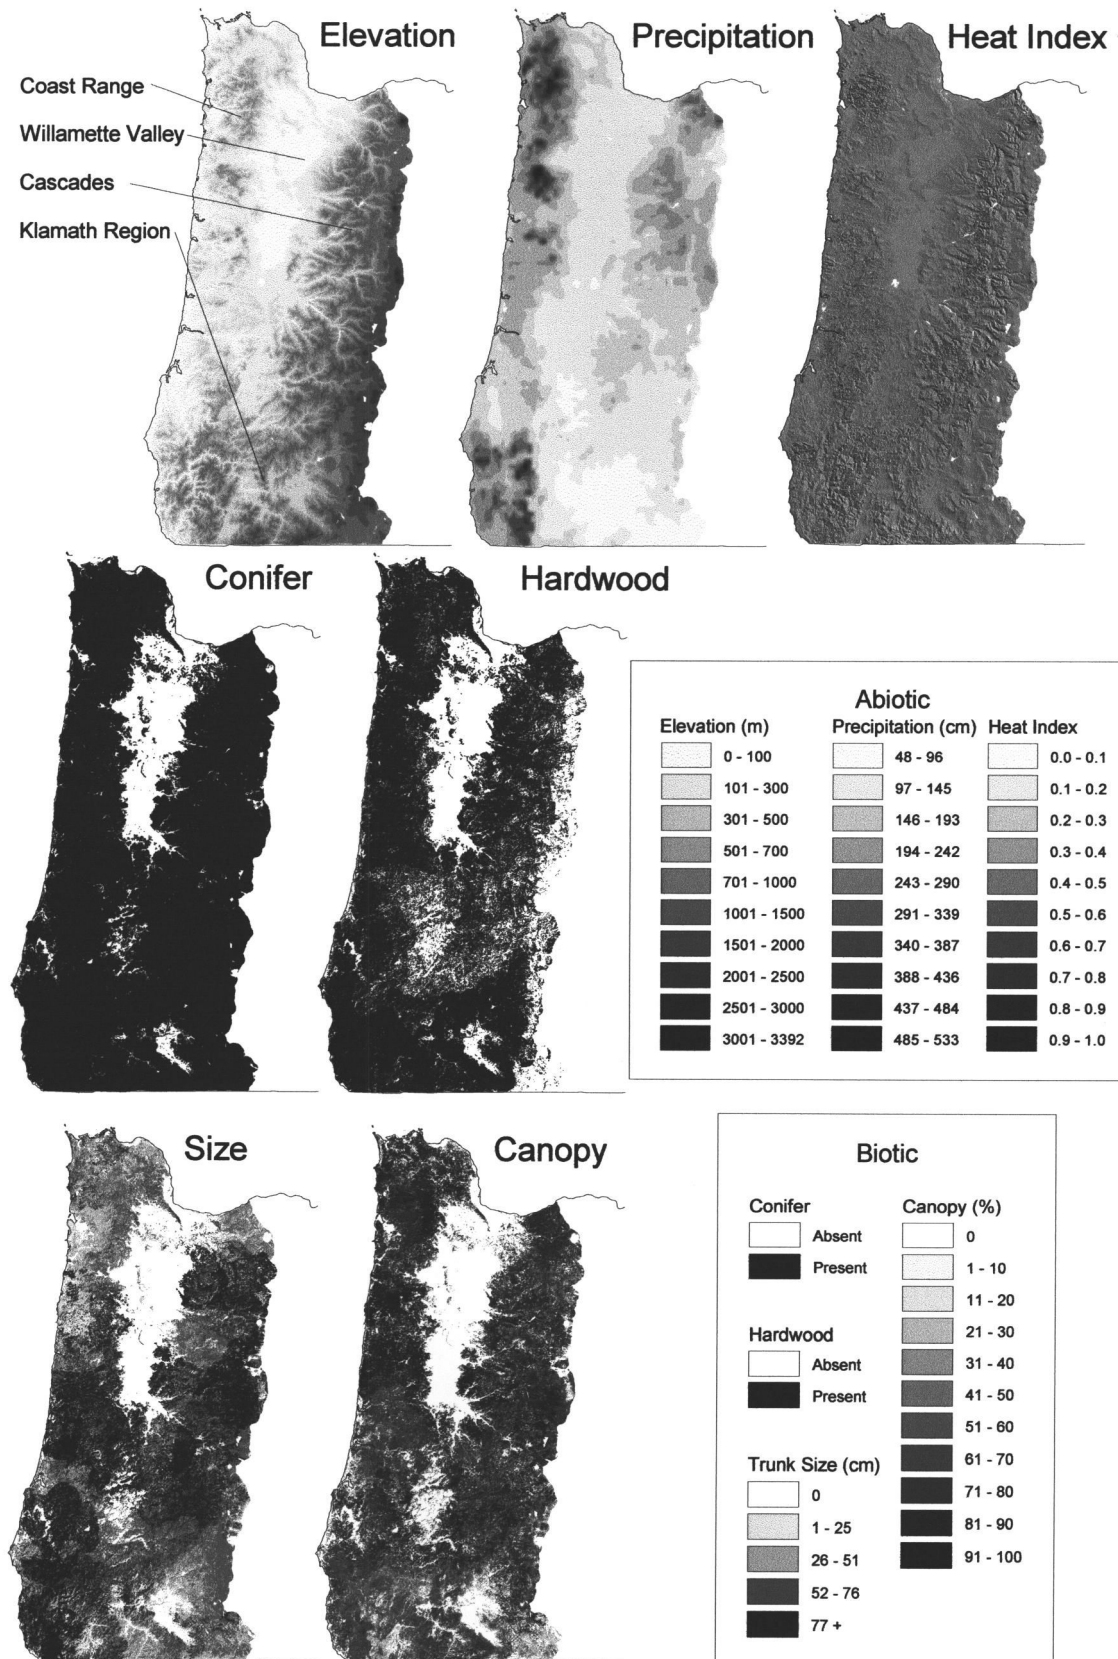 Elevation
Precipitation
Heat Index
Coast Range
Willamette Valley
Cascades
Klamath Region
Conifer
Hardwood
Abiotic
Elevation (m) Precipitation (cm) Heat Index
0 - 100 48 - 96 0.0 - 0.1
101 - 300 97 - 145 0.1 - 0.2
301 - 500 146 - 193 0.2 - 0.3
501 - 700 194 - 242 0.3 - 0.4
701 - 1000 243 - 290 0.4 - 0.5
1001 - 1500 291 - 339 0.5 - 0.6
1501 - 2000 340 - 387 0.6 - 0.7
2001 - 2500 388 - 436 0.7 - 0.8
2501 - 3000 437 - 484 0.8 - 0.9
3001 - 3392 485 - 533 0.9 - 1.0
Size
Canopy
Biotic
Conifer
Absent
Present
Hardwood
Absent
Present
Trunk Size (cm)
0
1 - 25
26 - 51
52 - 76
77 +
Canopy (%)
0
1 - 10
11 - 20
21 - 30
31 - 40
41 - 50
51 - 60
61 - 70
71 - 80
81 - 90
91 - 100